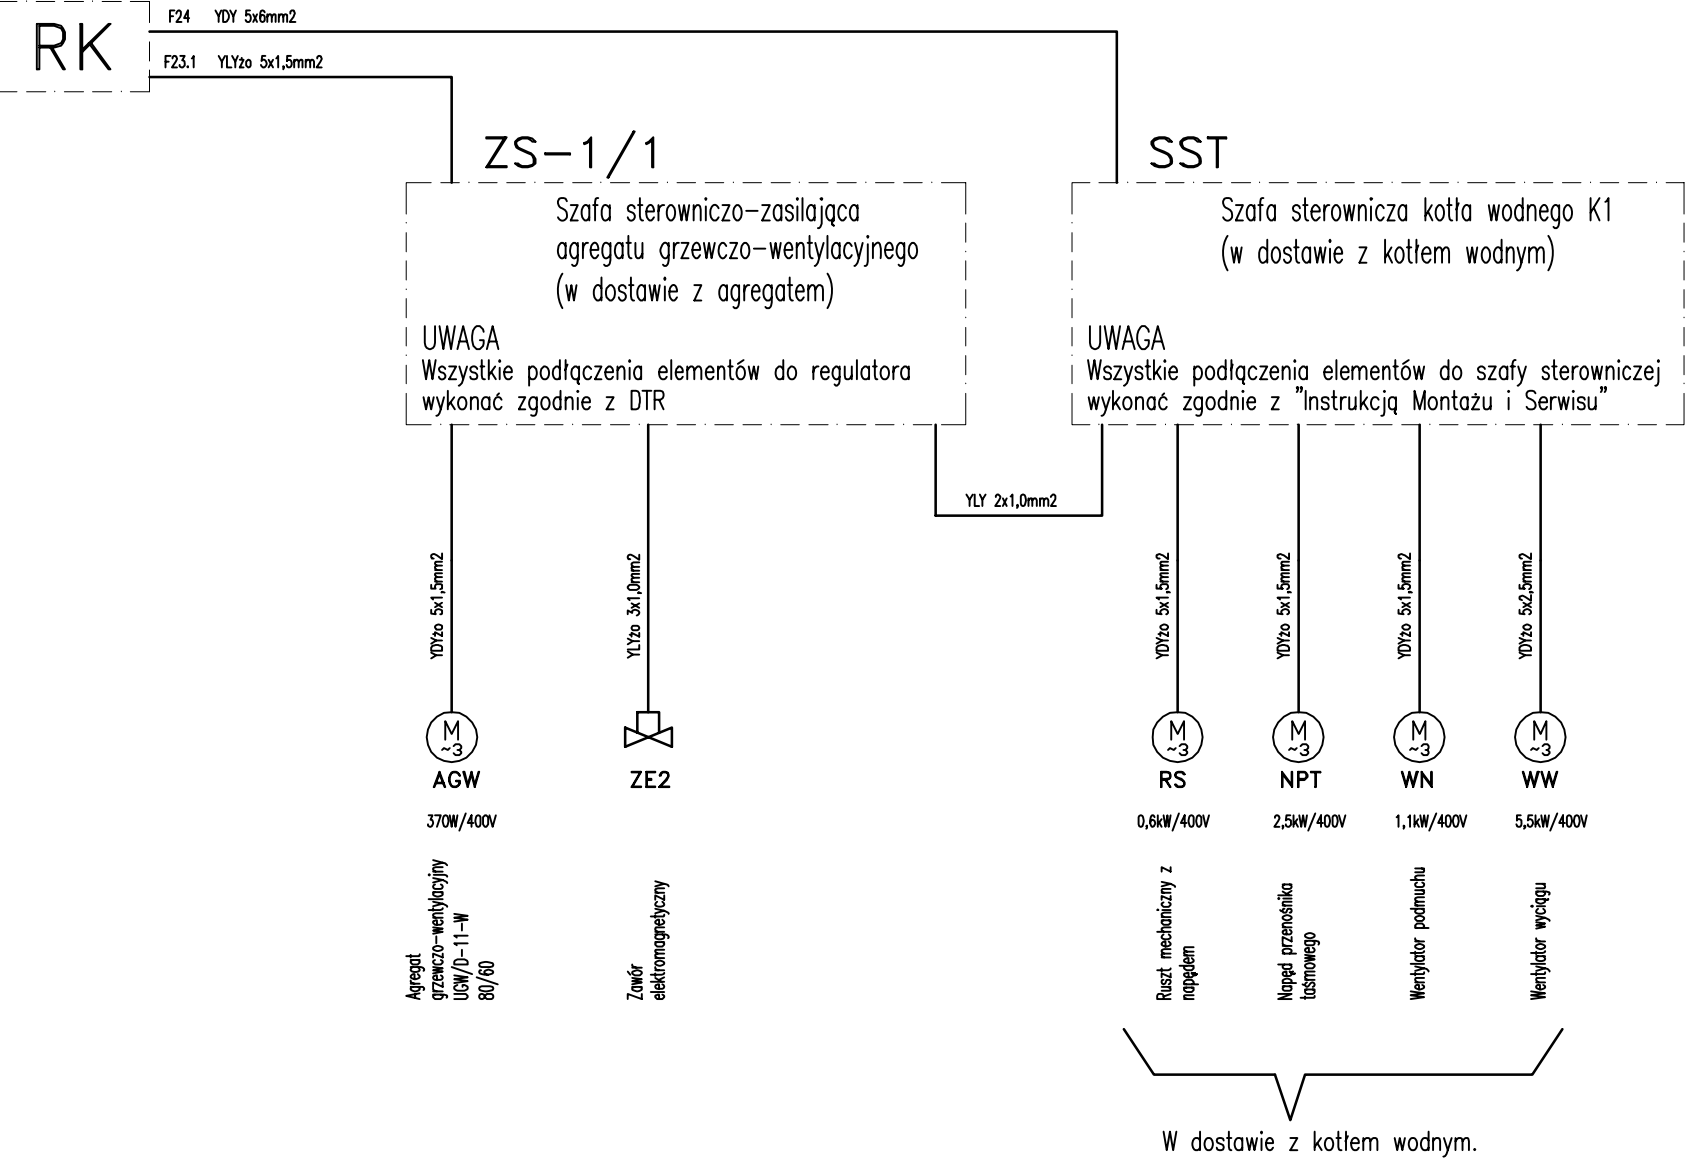 RK
F24 YDY 5x6mm2
F23.1 YLYżo 5x1,5mm2
ZS-1/1
Szafa sterowniczo-zasilająca
agregatu grzewczo-wentylacyjnego
(w dostawie z agregatem)
UWAGA
Wszystkie podłączenia elementów do regulatora
wykonać zgodnie z DTR
SST
Szafa sterownicza kotła wodnego K1
(w dostawie z kotłem wodnym)
UWAGA
Wszystkie podłączenia elementów do szafy sterowniczej
wykonać zgodnie z "Instrukcją Montażu i Serwisu"
YLY 2x1,0mm2
YDYżo 5x1,5mm2
YLYżo 3x1,0mm2
YDYżo 5x1,5mm2
YDYżo 5x1,5mm2
YDYżo 5x1,5mm2
YDYżo 5x2,5mm2
M
~3
M
~3
M
~3
M
~3
M
~3
AGW
ZE2
RS
NPT
WN
WW
370W/400V
0,6kW/400V
2,5kW/400V
1,1kW/400V
5,5kW/400V
Agregat
grzewczo-wentylacyjny
UGW/D-11-W
80/60
Zawór
elektromagnetyczny
Ruszt mechaniczny z
napędem
Napęd przenośnika
taśmowego
Wentylator podmuchu
Wentylator wyciągu
W dostawie z kotłem wodnym.